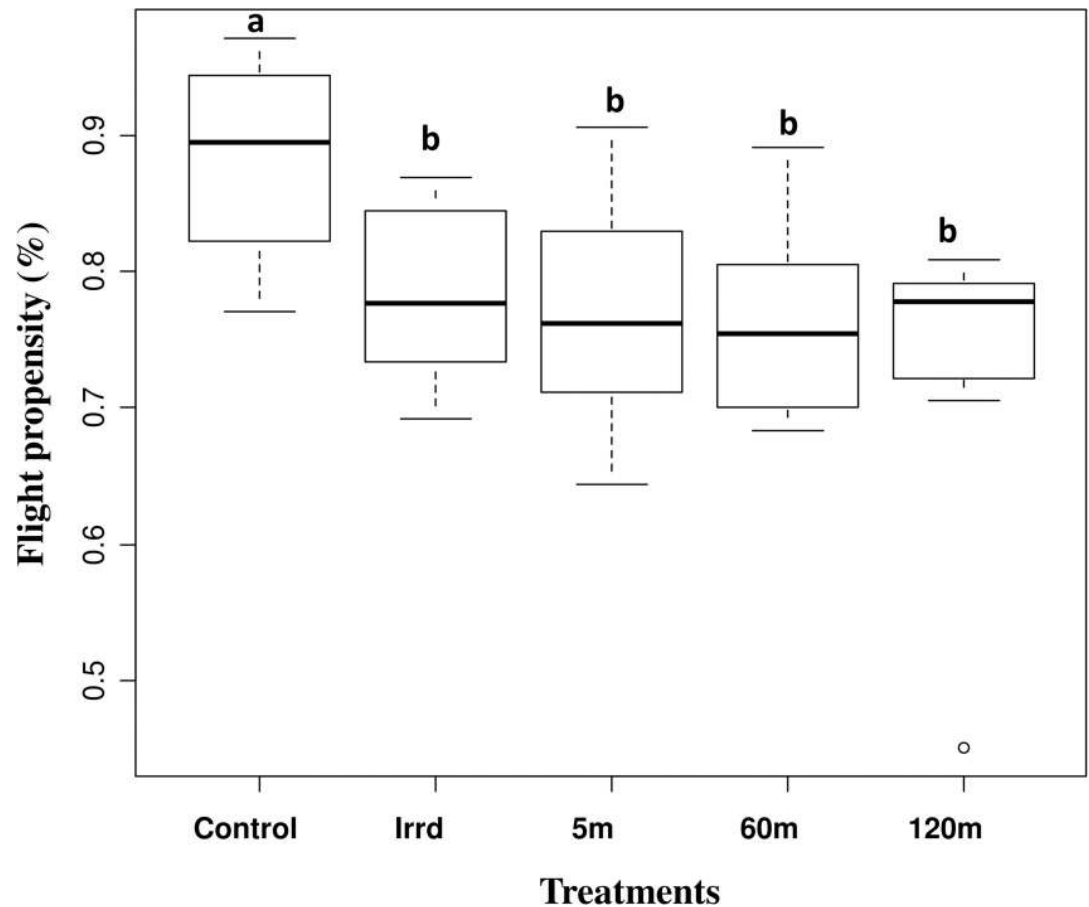 a
b
b
b
b
0.9
0.8
0.7
0.6
0.5
Flight propensity (%)
Control Irrd 5m 60m 120m
Treatments